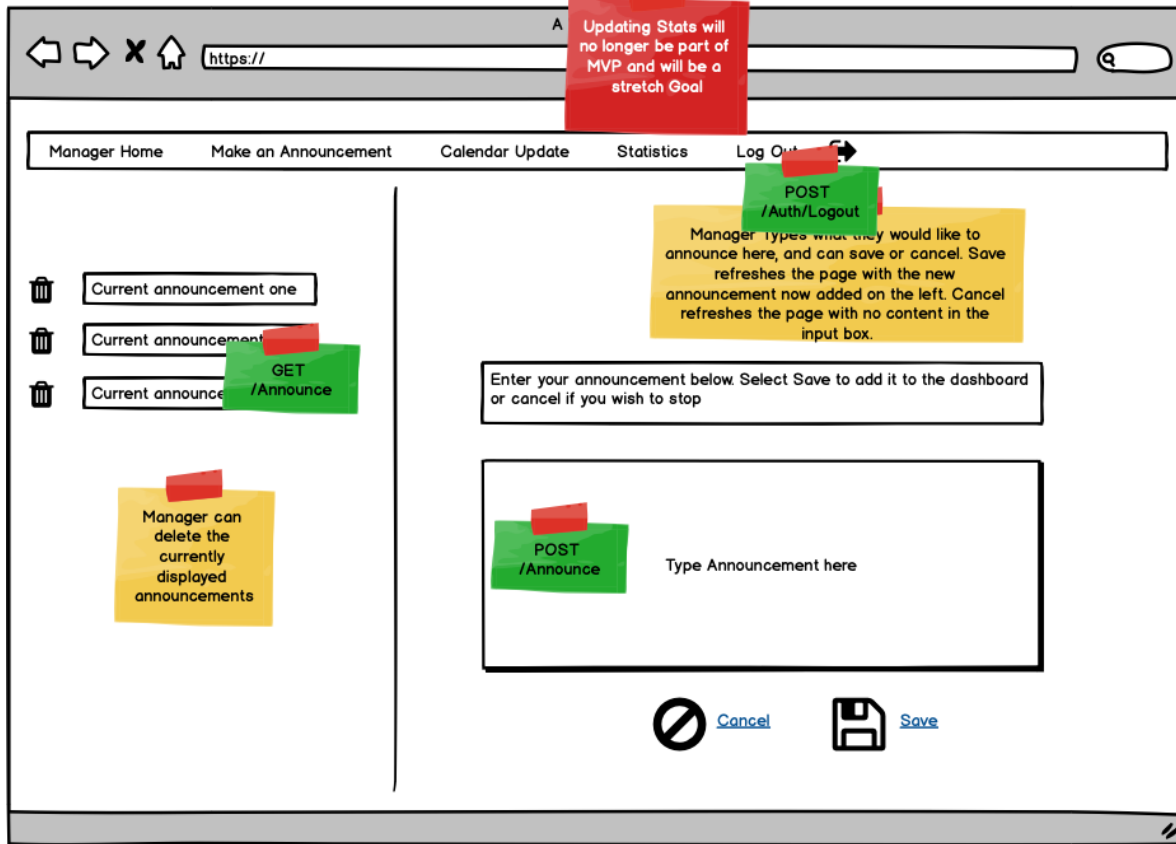 A
Updating Stats will
no longer be part of
MVP and will be a
stretch Goal
https://
Manager Home Make an Announcement Calendar Update Statistics Log Out
POST
/Auth/Logout
Manager Types what they would like to
announce here, and can save or cancel. Save
refreshes the page with the new
announcement now added on the left. Cancel
refreshes the page with no content in the
input box.
Current announcement one
Current announcement
Current announce
GET
/Announce
Manager can
delete the
currently
displayed
announcements
Enter your announcement below. Select Save to add it to the dashboard
or cancel if you wish to stop
POST
/Announce
Type Announcement here
Cancel
Save